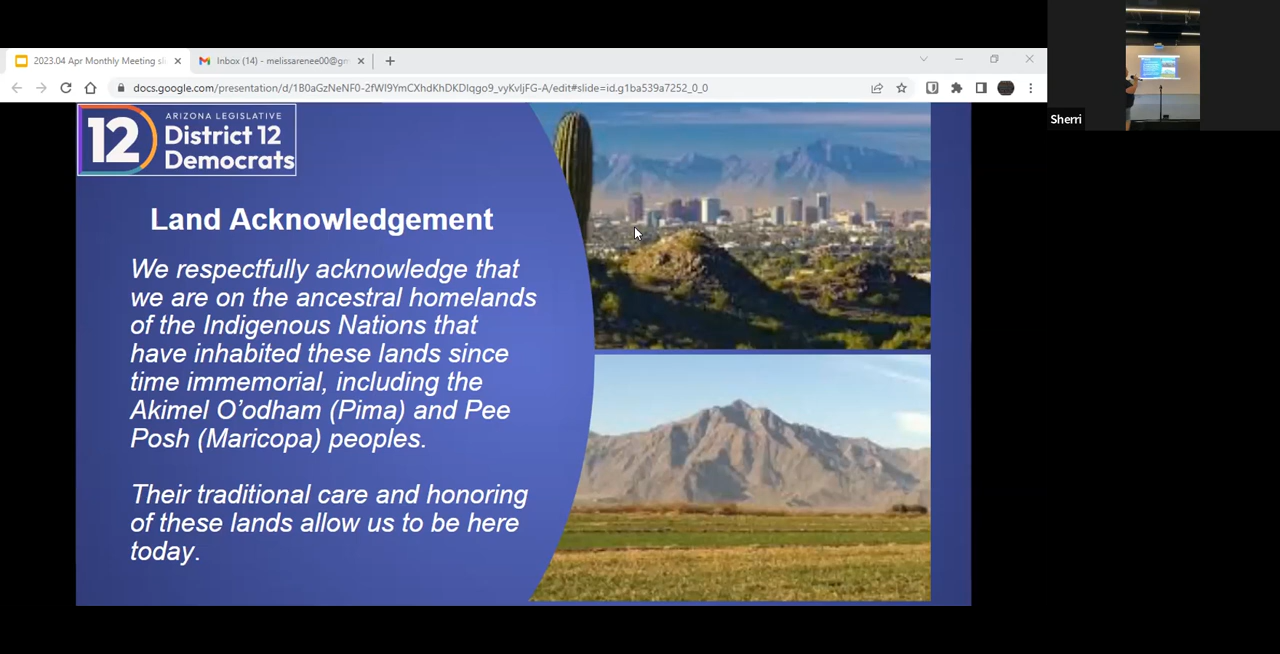 2023.04 Apr Monthly Meeting sl
Inbox (14) - melissarenee00@gm
docs.google.com/presentation/d/1B0aGzNeNF0-2fWl9YmCXhdKhDKDlqgo9_vyKvljFG-A/edit#slide=id.g1ba539a7252_0_0
Sherri
12
ARIZONA LEGISLATIVE
District 12
Democrats
Land Acknowledgement
We respectfully acknowledge that
we are on the ancestral homelands
of the Indigenous Nations that
have inhabited these lands since
time immemorial, including the
Akimel O’odham (Pima) and Pee
Posh (Maricopa) peoples.
Their traditional care and honoring
of these lands allow us to be here
today.